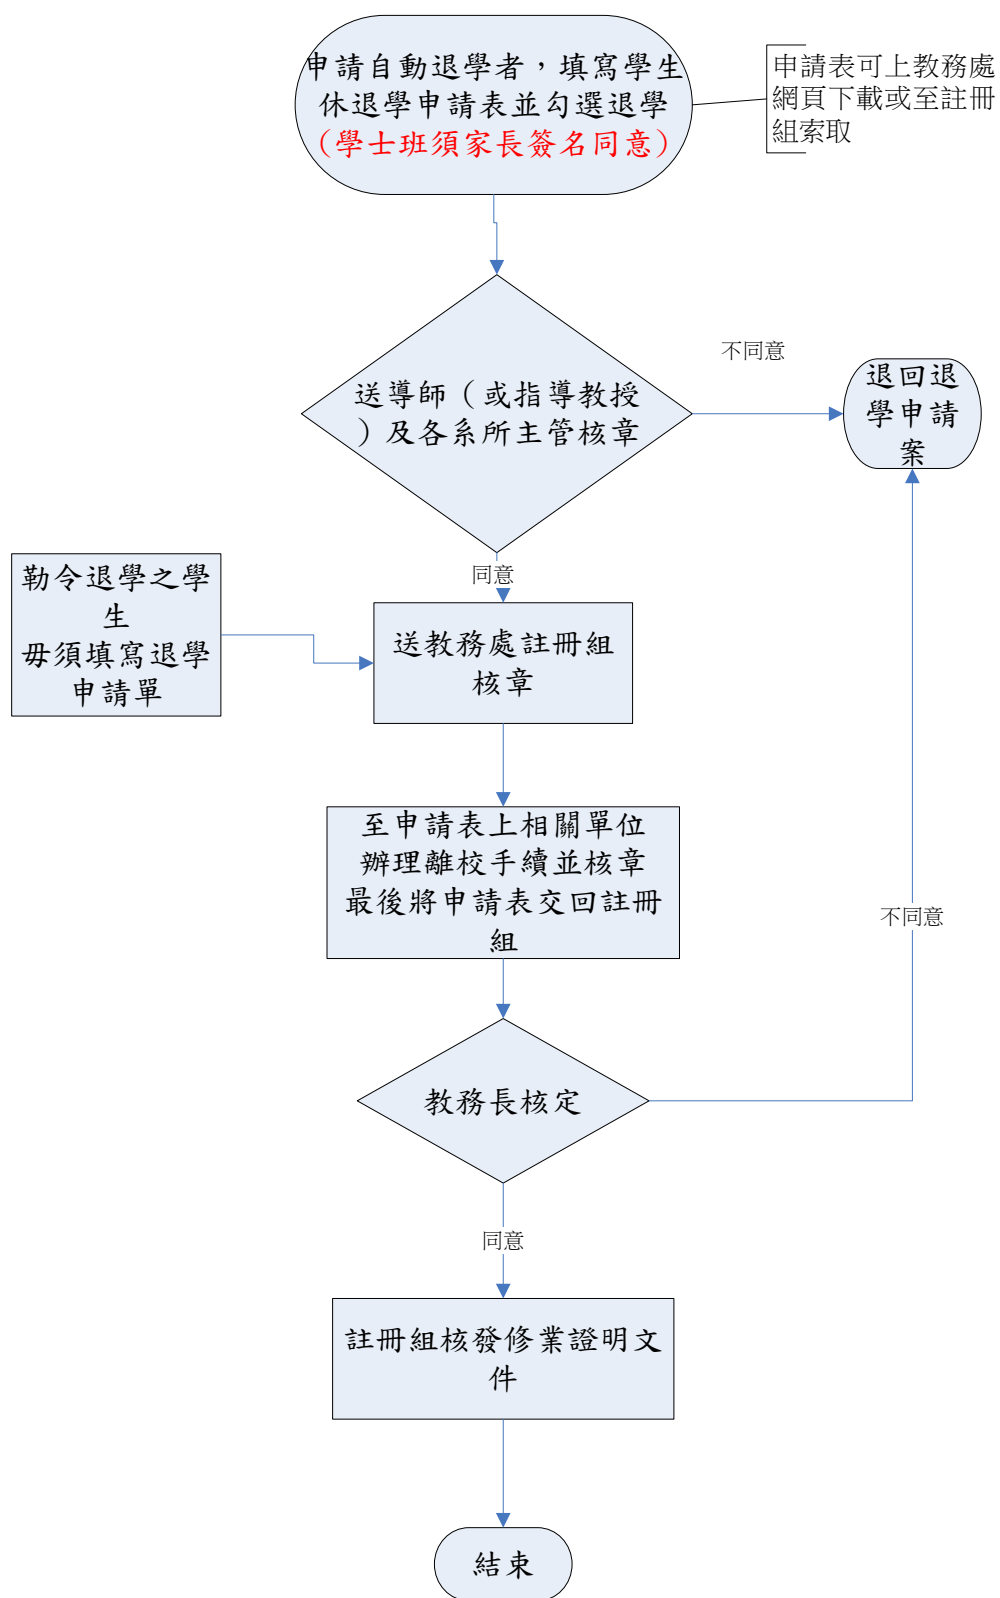 申請自動退學者，填寫學生
休退學申請表並勾選退學
（學士班須家長簽名同意）
申請表可上教務處
網頁下載或至註冊
組索取
送導師（或指導教授
）及各系所主管核章
不同意
退回退
學申請
案
同意
勒令退學之學
生
毋須填寫退學
申請單
送教務處註冊組
核章
至申請表上相關單位
辦理離校手續並核章
最後將申請表交回註冊
組
不同意
教務長核定
同意
註冊組核發修業證明文
件
結束